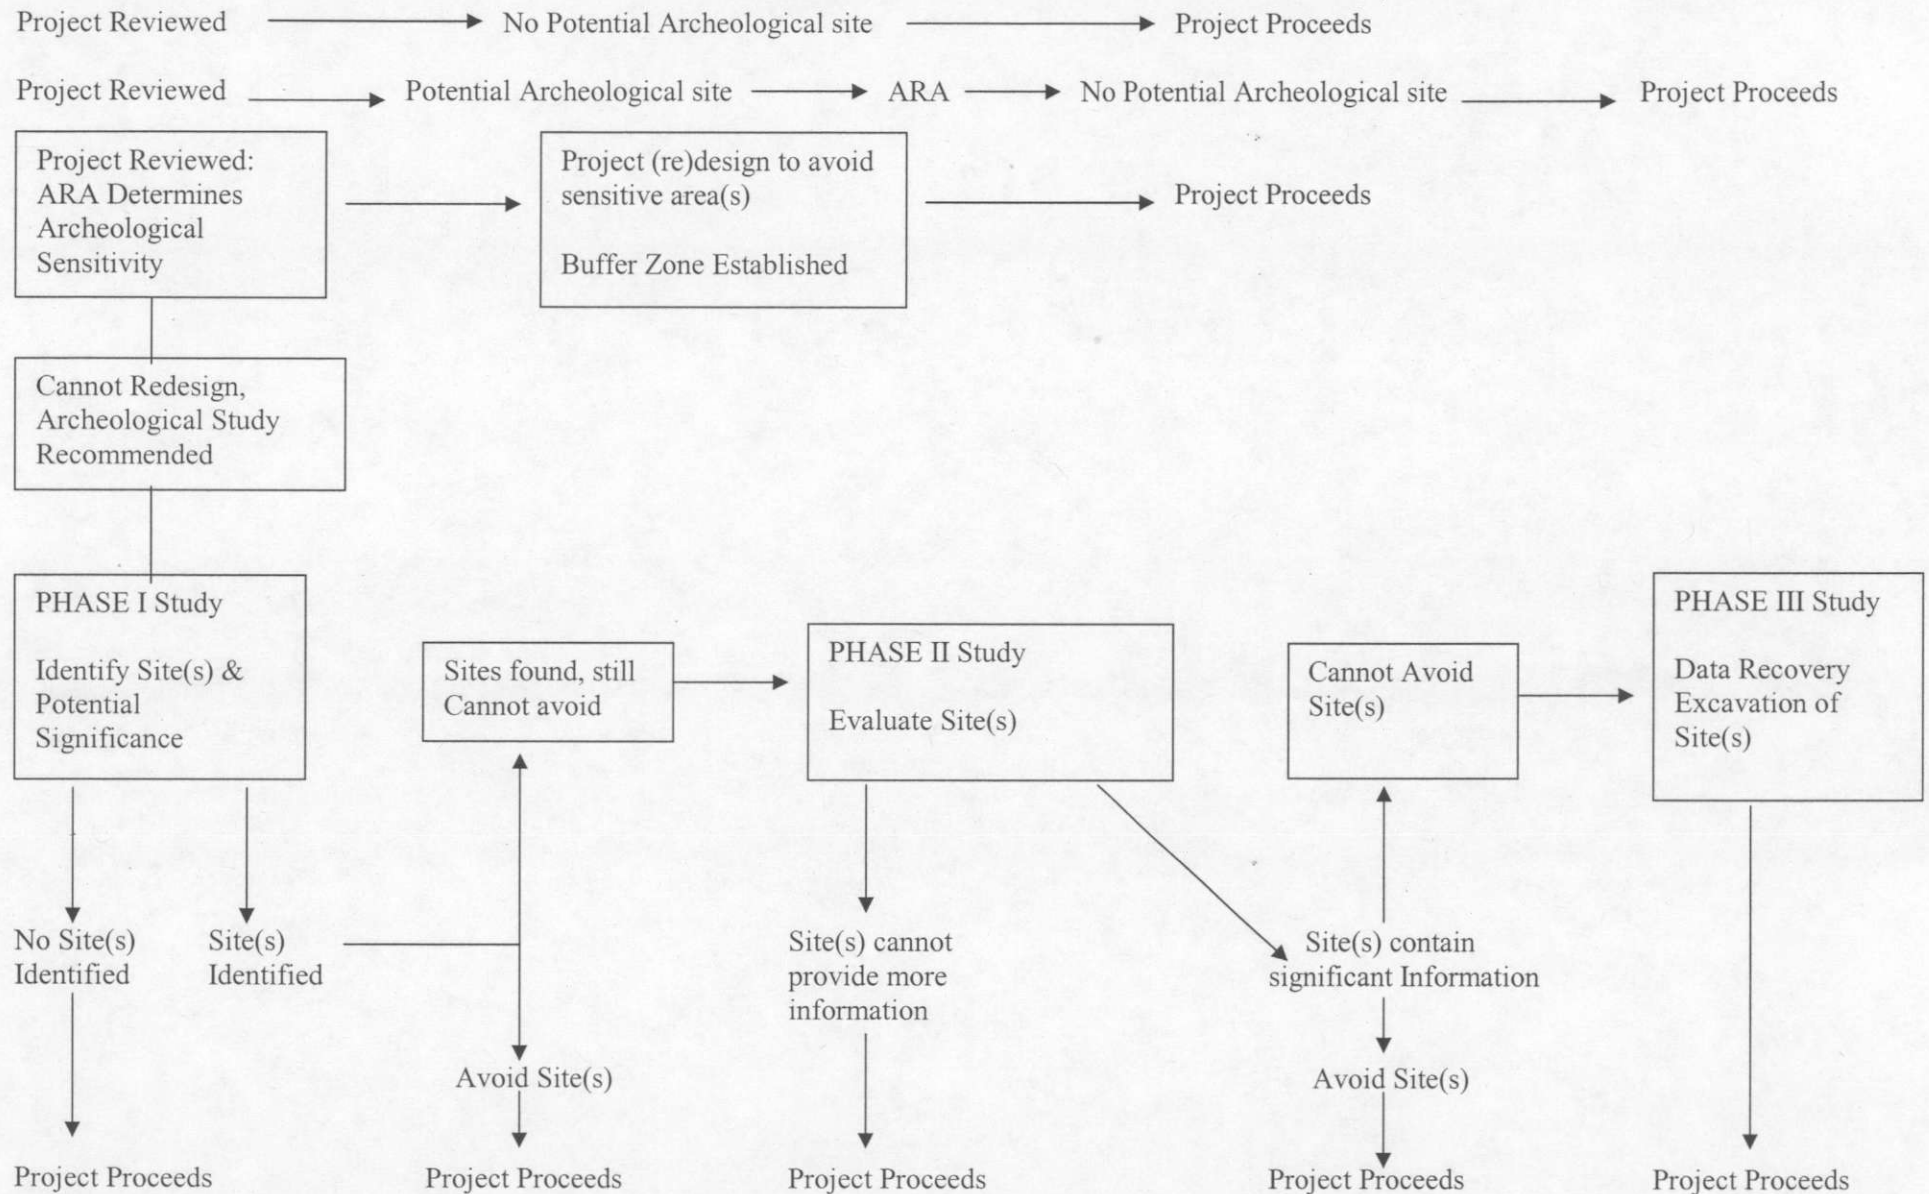 Project Reviewed No Potential Archeological site Project Proceeds
Project Reviewed Potential Archeological site ARA No Potential Archeological site Project Proceeds
Project Reviewed:
ARA Determines
Archeological
Sensitivity
Project (re)design to avoid
sensitive area(s)
Buffer Zone Established
Project Proceeds
Cannot Redesign,
Archeological Study
Recommended
PHASE I Study
Identify Site(s) &
Potential
Significance
Sites found, still
Cannot avoid
PHASE II Study
Evaluate Site(s)
Cannot Avoid
Site(s)
PHASE III Study
Data Recovery
Excavation of
Site(s)
No Site(s)
Identified
Site(s)
Identified
Site(s) cannot
provide more
information
Site(s) contain
significant Information
Avoid Site(s)
Avoid Site(s)
Project Proceeds
Project Proceeds
Project Proceeds
Project Proceeds
Project Proceeds